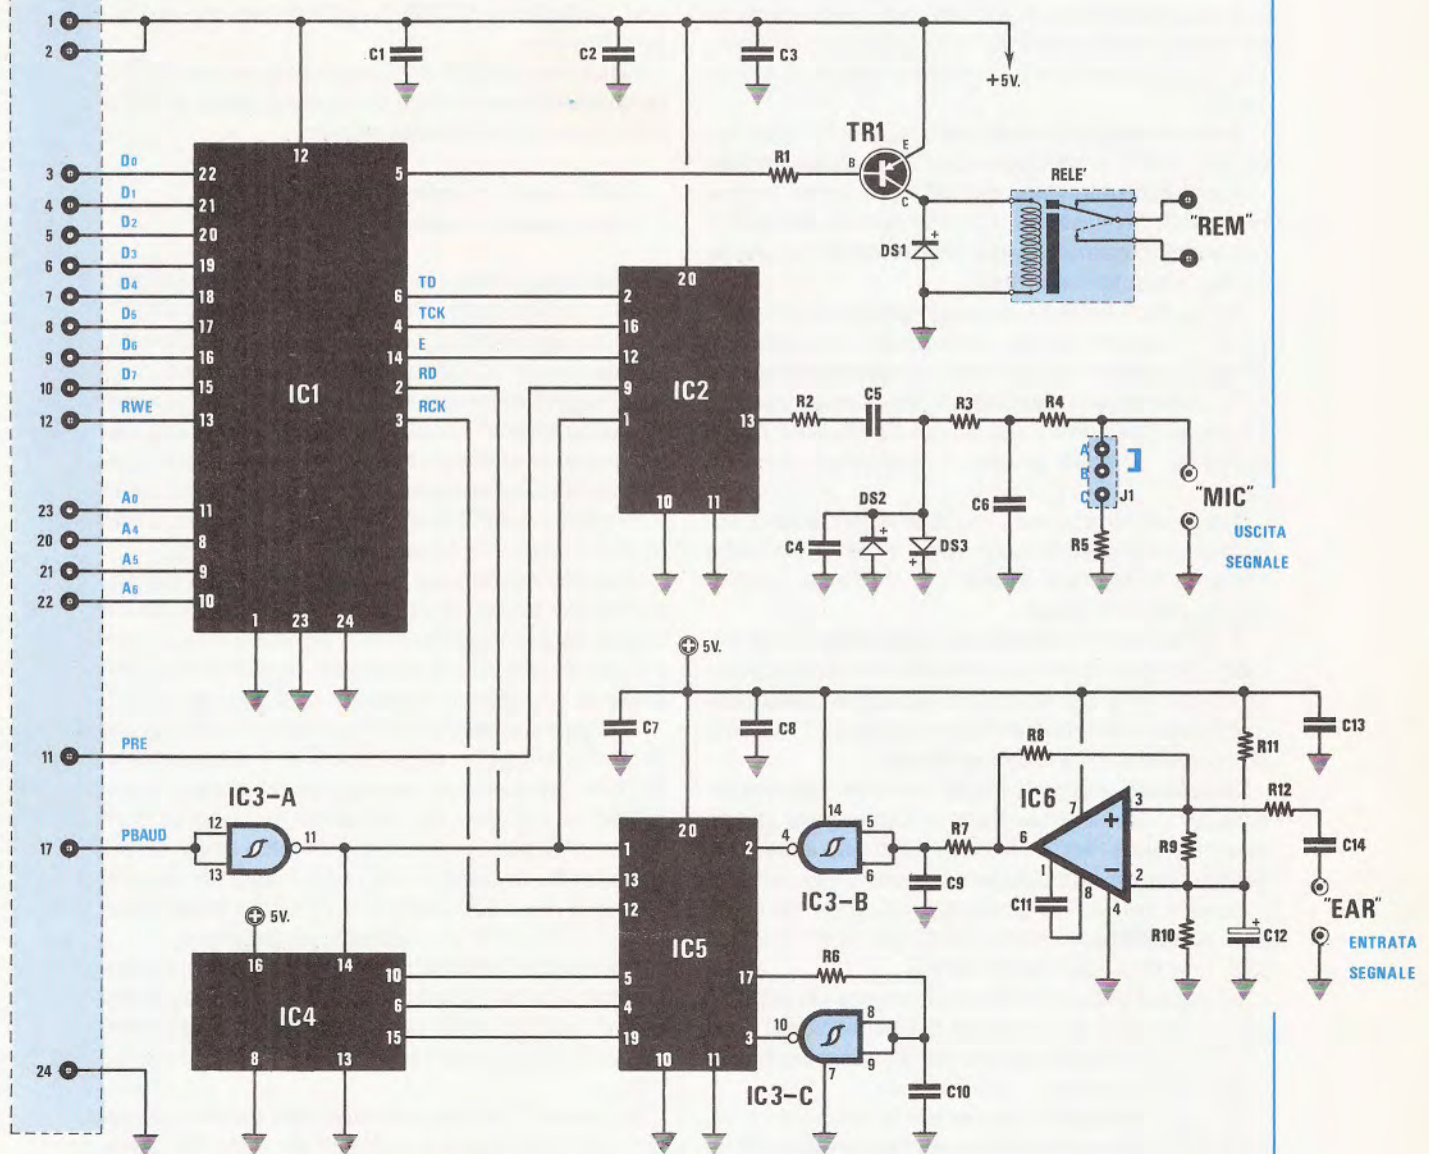 1
2
C1
C2
C3
+5V.
TR1
E
B
C
R1
RELE'
"REM"
DS1
+
12
3 D0 22 5
4 D1 21
5 D2 20
6 D3 19
7 D4 18 6 TD 2
8 D5 17 4 TCK 16
9 D6 16 14 E 12
10 D7 15 2 RD 9
12 RWE 13 3 RCK 1
IC1
20
IC2
13
10 11
R2
C5
R3
R4
A
B
C J1
"MIC"
USCITA
SEGNALE
DS2
+
C4
DS3
+
C6
R5
23 A0 11
20 A4 8
21 A5 9
22 A6 10
1 23 24
5V.
C7
C8
C13
R11
R8
R12
C14
11 PRE
IC3-A
12
13
11
17 PBAUD
20
1 2
13
12
IC5
5 17
4
19 3
10 11
14
4 5
6
IC3-B
R7
C9
IC6
7
6
3
+
2
−
1
8
4
C11
R9
R10
C12
+
"EAR"
ENTRATA
SEGNALE
5V.
16 14
10
6
15
IC4
8 13
R6
10 8
9
7
IC3-C
C10
24